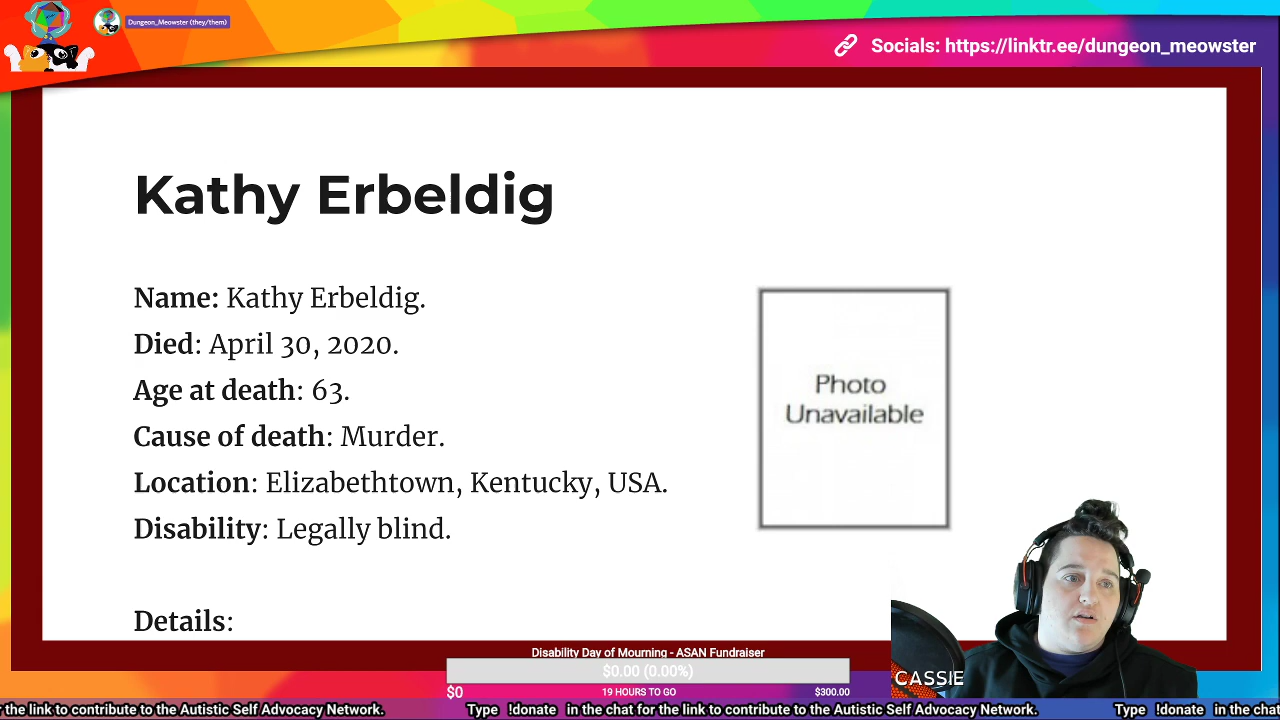 Dungeon_Meowster (they/them)
Socials: https://linktr.ee/dungeon_meowster
Kathy Erbeldig
Name: Kathy Erbeldig.
Died: April 30, 2020.
Age at death: 63.
Cause of death: Murder.
Location: Elizabethtown, Kentucky, USA.
Disability: Legally blind.
Photo
Unavailable
Details:
CASSIE
Disability Day of Mourning - ASAN Fundraiser
$0.00 (0.00%)
$0 19 HOURS TO GO $300.00
r the link to contribute to the Autistic Self Advocacy Network. Type !donate in the chat for the link to contribute to the Autistic Self Advocacy Network. Type !donate in the chat